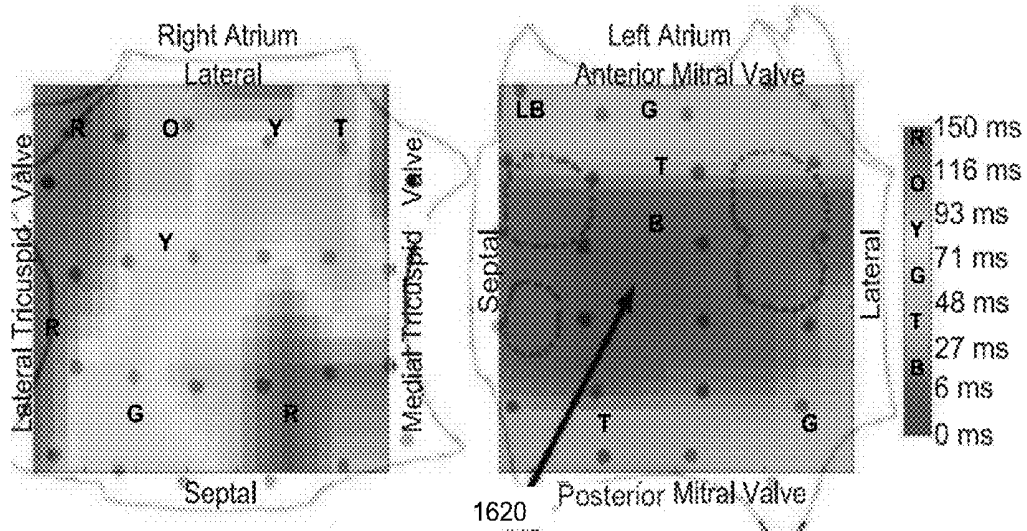 Right Atrium
Lateral
Lateral Tricuspid. Valve
R O Y T
Y
R
G R
Medial Tricuspid Valve
Septal
Left Atrium
Anterior Mitral Valve
Septal
LB G
T
B
T G
Lateral
1620
Posterior Mitral Valve
R 150 ms
116 ms
O
93 ms
Y
71 ms
G
48 ms
T
27 ms
B
6 ms
0 ms